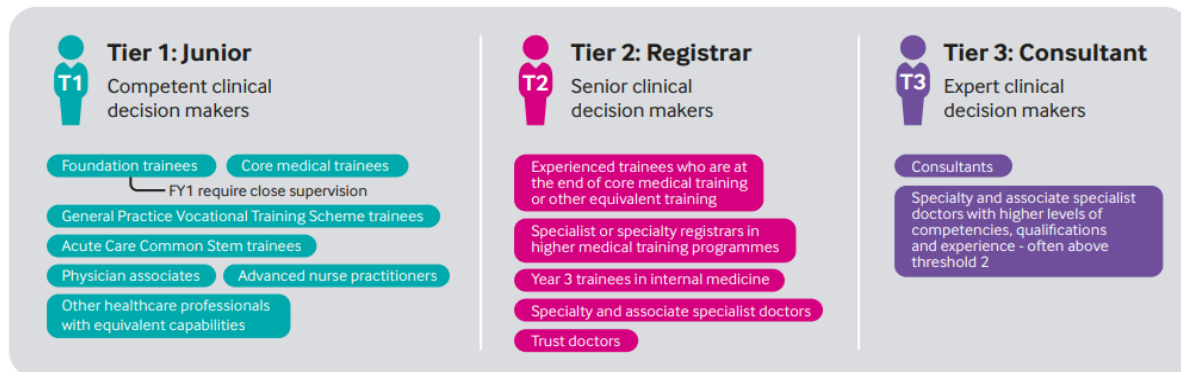 T1
Tier 1: Junior
Competent clinical
decision makers
Foundation trainees
Core medical trainees
FY1 require close supervision
General Practice Vocational Training Scheme trainees
Acute Care Common Stem trainees
Physician associates
Advanced nurse practitioners
Other healthcare professionals
with equivalent capabilities
T2
Tier 2: Registrar
Senior clinical
decision makers
Experienced trainees who are at
the end of core medical training
or other equivalent training
Specialist or specialty registrars in
higher medical training programmes
Year 3 trainees in internal medicine
Specialty and associate specialist doctors
Trust doctors
T3
Tier 3: Consultant
Expert clinical
decision makers
Consultants
Specialty and associate specialist
doctors with higher levels of
competencies, qualifications
and experience - often above
threshold 2